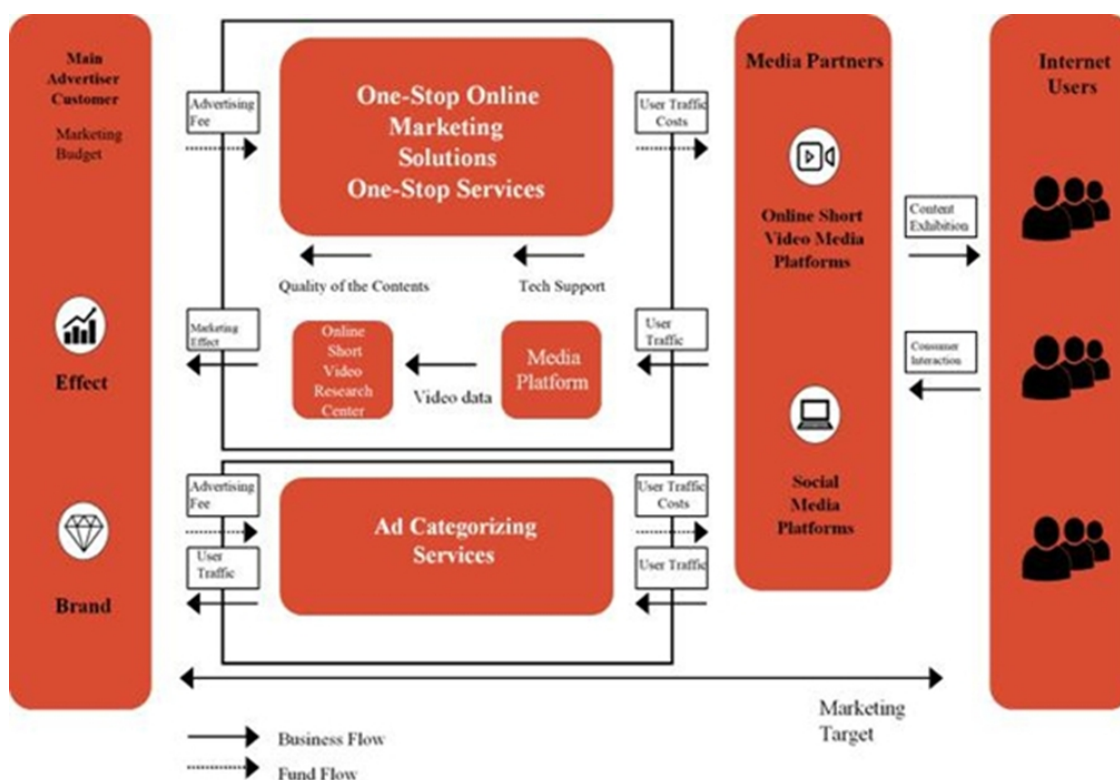 Main
Advertiser
Customer
Marketing
Budget
Effect
Brand
Advertising
Fee
One-Stop Online
Marketing
Solutions
One-Stop Services
User Traffic
Costs
Quality of the Contents
Tech Support
Marketing
Effect
Online
Short
Video
Research
Center
Video data
Media
Platform
User
Traffic
Advertising
Fee
User
Traffic
Ad Categorizing
Services
User Traffic
Costs
User Traffic
Media Partners
Online Short
Video Media
Platforms
Social
Media
Platforms
Content
Exhibition
Consumer
Interaction
Internet
Users
Marketing
Target
Business Flow
Fund Flow